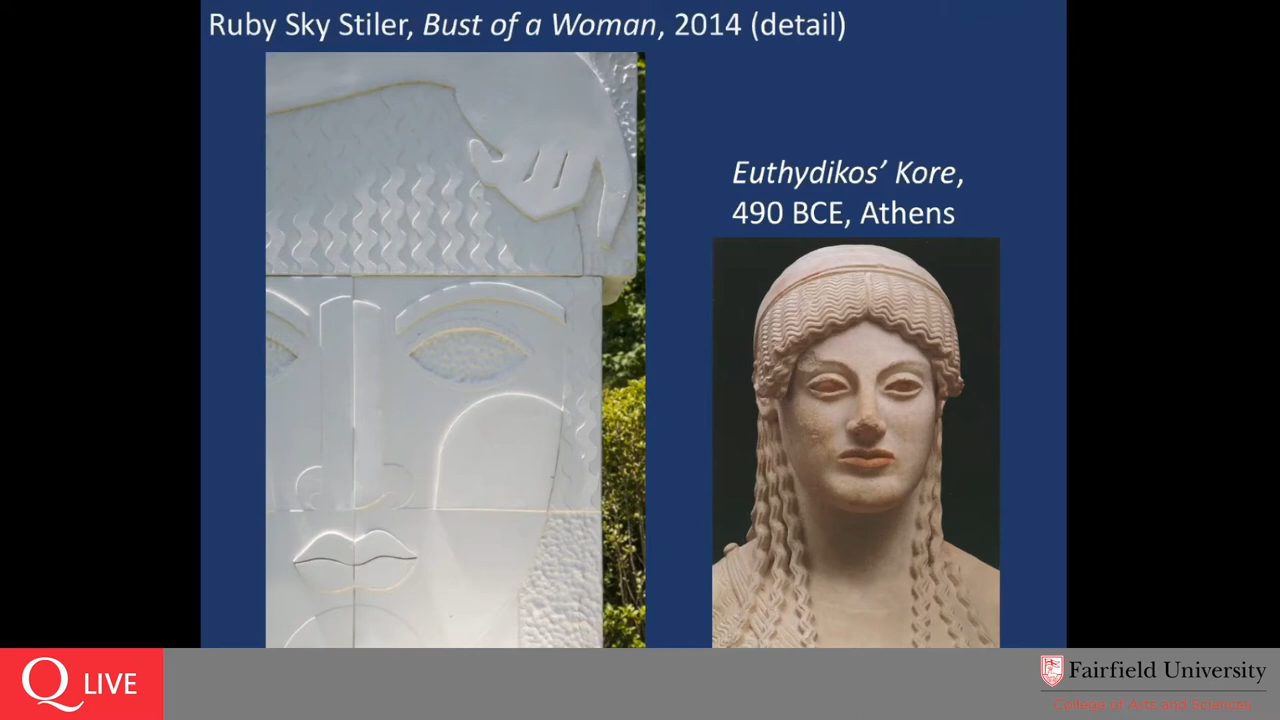 Ruby Sky Stiler, Bust of a Woman, 2014 (detail)
Euthydikos’ Kore,
490 BCE, Athens
Q LIVE
Fairfield University
College of Arts and Sciences